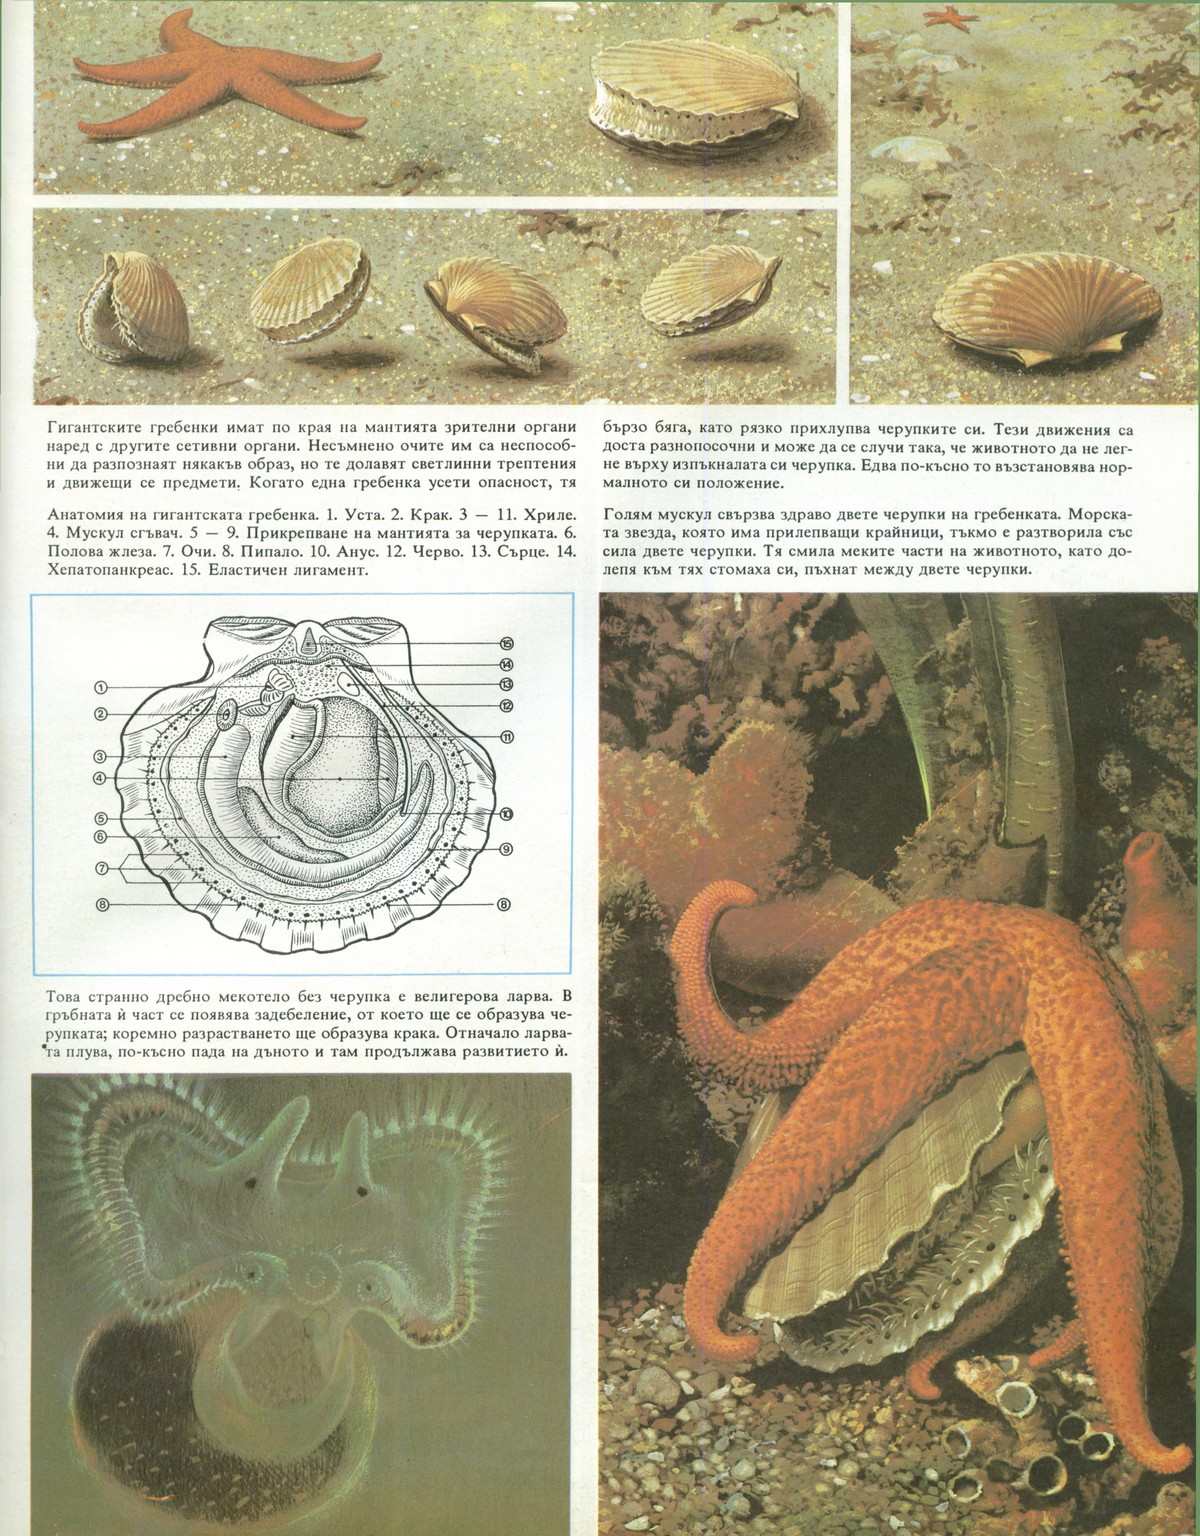 Гигантските гребенки имат по края на мантията зрителни органи
наред с другите сетивни органи. Несъмнено очите им са неспособ-
ни да разпознаят някакъв образ, но те долавят светлинни трептения
и движещи се предмети. Когато една гребенка усети опасност, тя
бързо бяга, като рязко прихлупва черупките си. Тези движения са
доста разнопосочни и може да се случи така, че животното да не лег-
не върху изпъкналата си черупка. Едва по-късно то възстановява нор-
малното си положение.
Анатомия на гигантската гребенка. 1. Уста. 2. Крак. 3 — 11. Хриле.
4. Мускул сгъвач. 5 — 9. Прикрепване на мантията за черупката. 6.
Полова жлеза. 7. Очи. 8. Пипало. 10. Анус. 12. Черво. 13. Сърце. 14.
Хепатопанкреас. 15. Еластичен лигамент.
Голям мускул свързва здраво двете черупки на гребенката. Морска-
та звезда, която има прилепващи крайници, тъкмо е разтворила със
сила двете черупки. Тя смила меките части на животното, като до-
лепя към тях стомаха си, пъхнат между двете черупки.
1
2
3
4
5
6
7
8
15
14
13
12
11
10
9
8
Това странно дребно мекотело без черупка е велигерова ларва. В
гръбната ѝ част се появява задебеление, от което ще се образува че-
рупката; коремно разрастването ще образува крака. Отначало ларва-
та плува, по-късно пада на дъното и там продължава развитието ѝ.